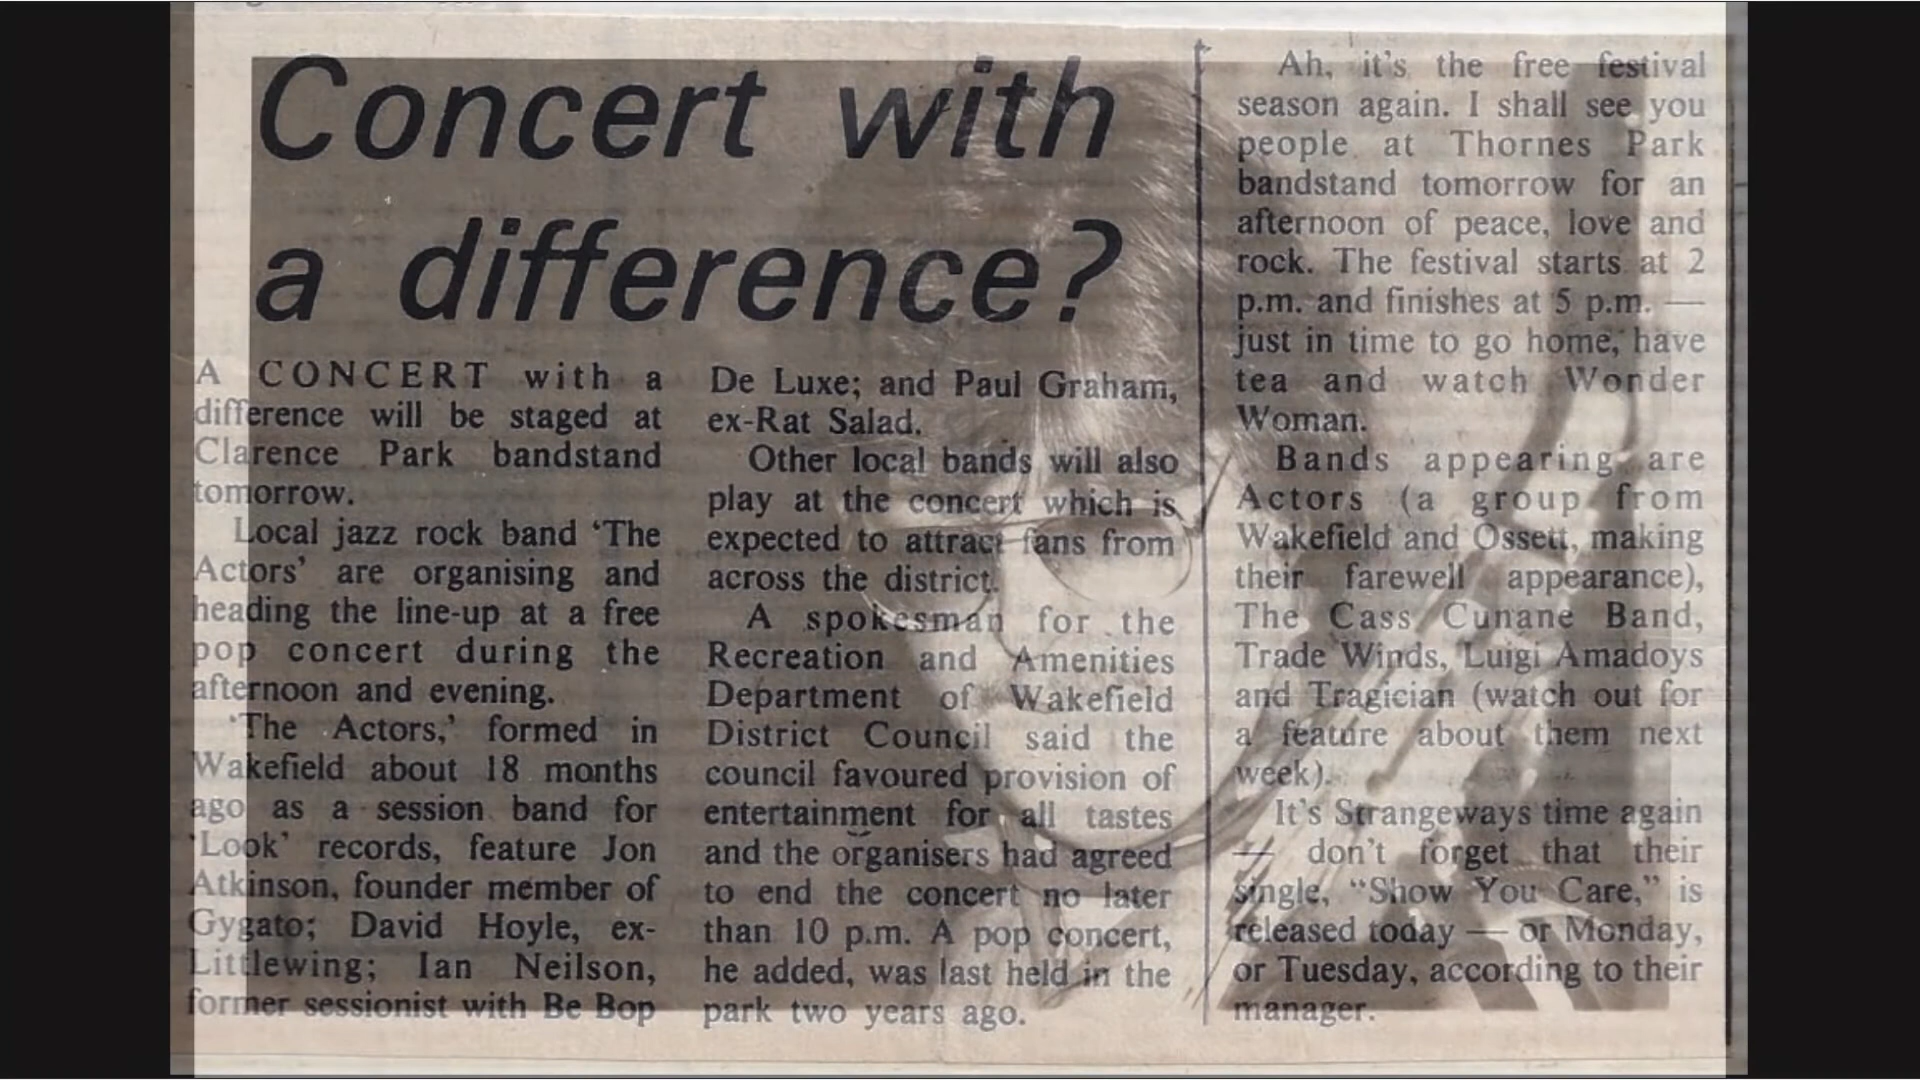 Concert with
a difference?
A CONCERT with a
difference will be staged at
Clarence Park bandstand
tomorrow.
Local jazz rock band ‘The
Actors’ are organising and
heading the line-up at a free
pop concert during the
afternoon and evening.
‘The Actors,’ formed in
Wakefield about 18 months
ago as a session band for
‘Look’ records, feature Jon
Atkinson, founder member of
Gygato; David Hoyle, ex-
Littlewing; Ian Neilson,
former sessionist with Be Bop
De Luxe; and Paul Graham,
ex-Rat Salad.
Other local bands will also
play at the concert which is
expected to attract fans from
across the district.
A spokesman for the
Recreation and Amenities
Department of Wakefield
District Council said the
council favoured provision of
entertainment for all tastes
and the organisers had agreed
to end the concert no later
than 10 p.m. A pop concert,
he added, was last held in the
park two years ago.
Ah, it’s the free festival
season again. I shall see you
people at Thornes Park
bandstand tomorrow for an
afternoon of peace, love and
rock. The festival starts at 2
p.m. and finishes at 5 p.m. —
just in time to go home, have
tea and watch Wonder
Woman.
Bands appearing are
Actors (a group from
Wakefield and Ossett, making
their farewell appearance),
The Cass Cunane Band,
Trade Winds, Luigi Amadoys
and Tragician (watch out for
a feature about them next
week).
It’s Strangeways time again
— don’t forget that their
single, “Show You Care,” is
released today — or Monday,
or Tuesday, according to their
manager.